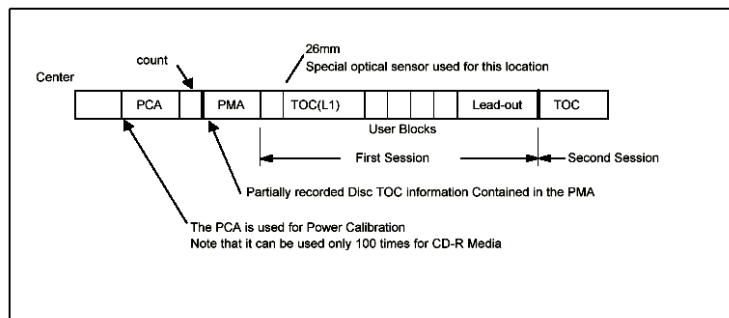 26mm
count
Special optical sensor used for this location
Center
PCA
PMA
TOC(L1)
Lead-out
TOC
User Blocks
First Session
Second Session
Partially recorded Disc TOC information Contained in the PMA
The PCA is used for Power Calibration
Note that it can be used only 100 times for CD-R Media